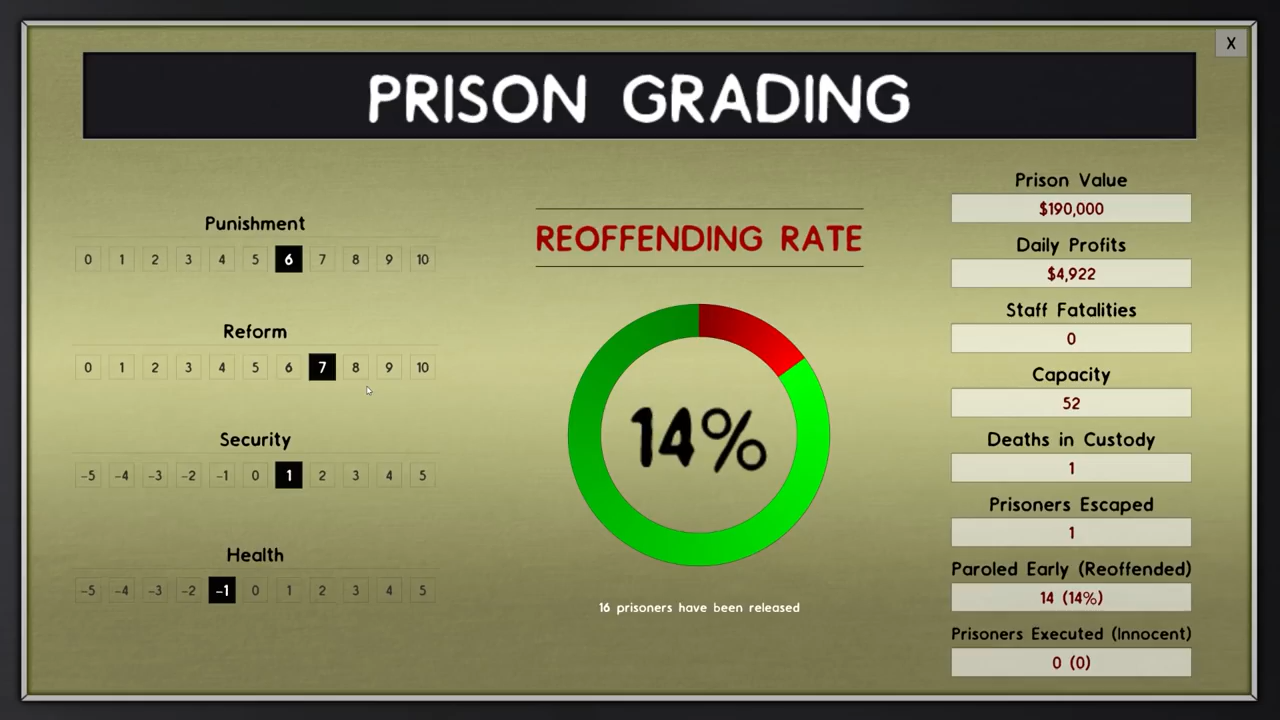 X
PRISON GRADING
Punishment
0 1 2 3 4 5 6 7 8 9 10
Reform
0 1 2 3 4 5 6 7 8 9 10
Security
-5 -4 -3 -2 -1 0 1 2 3 4 5
Health
-5 -4 -3 -2 -1 0 1 2 3 4 5
REOFFENDING RATE
14%
16 prisoners have been released
Prison Value
$190,000
Daily Profits
$4,922
Staff Fatalities
0
Capacity
52
Deaths in Custody
1
Prisoners Escaped
1
Paroled Early (Reoffended)
14 (14%)
Prisoners Executed (Innocent)
0 (0)